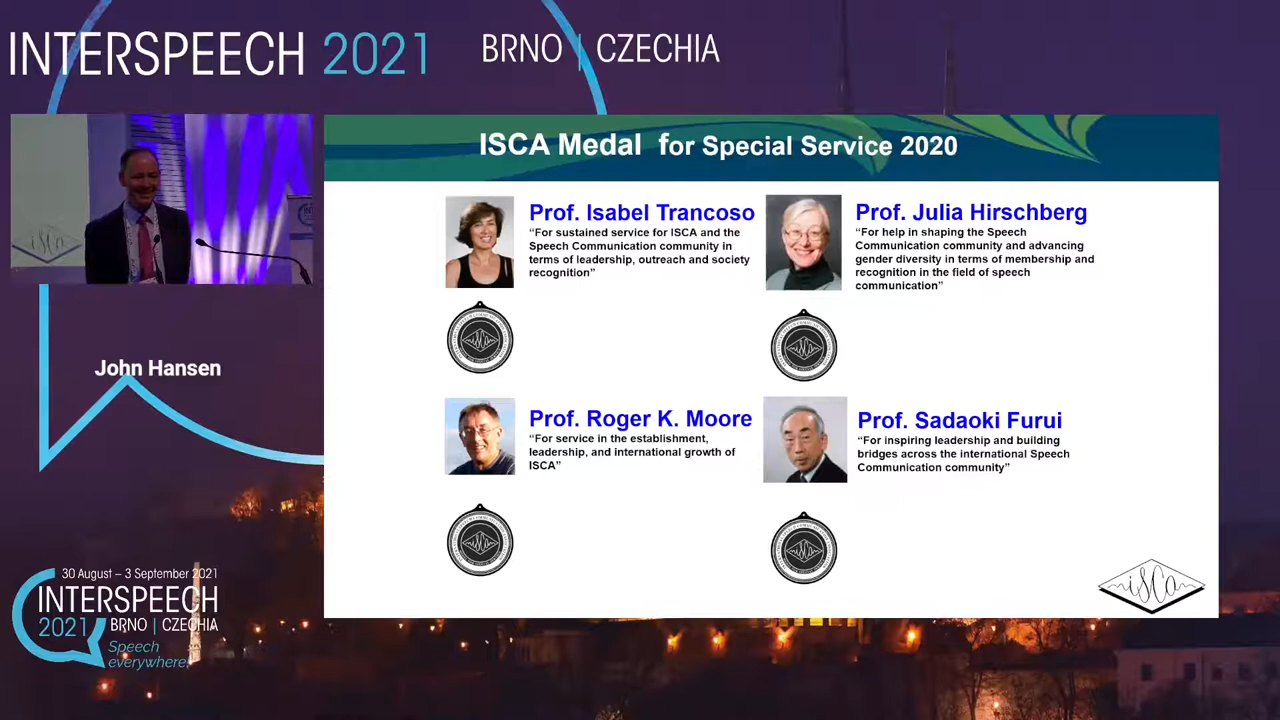 INTERSPEECH 2021
BRNO | CZECHIA
ISCA Medal for Special Service 2020
Prof. Isabel Trancoso
“For sustained service for ISCA and the
Speech Communication community in
terms of leadership, outreach and society
recognition”
Prof. Julia Hirschberg
“For help in shaping the Speech
Communication community and advancing
gender diversity in terms of membership and
recognition in the field of speech
communication”
John Hansen
Prof. Roger K. Moore
“For service in the establishment,
leadership, and international growth of
ISCA”
Prof. Sadaoki Furui
“For inspiring leadership and building
bridges across the international Speech
Communication community”
isca
30 August – 3 September 2021
INTERSPEECH
2021 BRNO | CZECHIA
Speech
everywhere!